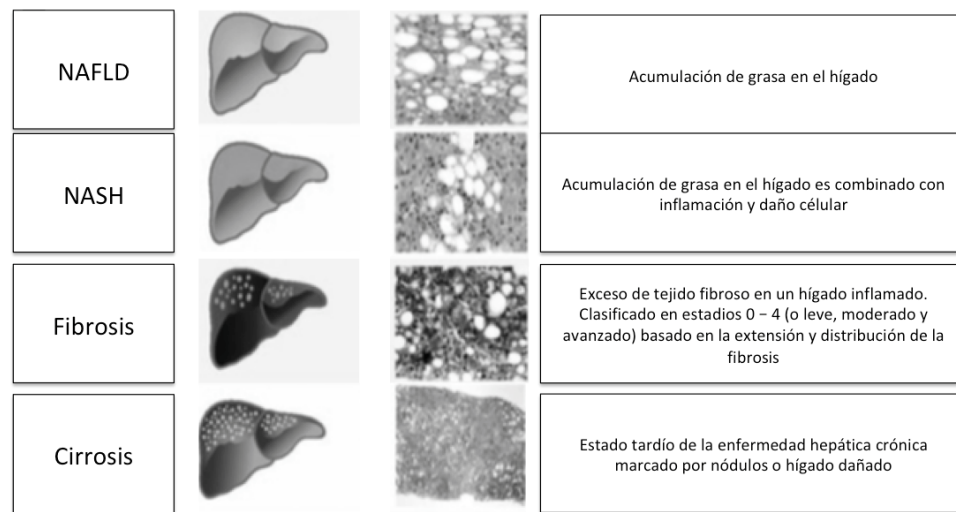 NAFLD
Acumulación de grasa en el hígado
NASH
Acumulación de grasa en el hígado es combinado con
inflamación y daño célular
Fibrosis
Exceso de tejido fibroso en un hígado inflamado.
Clasificado en estadios 0 – 4 (o leve, moderado y
avanzado) basado en la extensión y distribución de la
fibrosis
Cirrosis
Estado tardío de la enfermedad hepática crónica
marcado por nódulos o hígado dañado